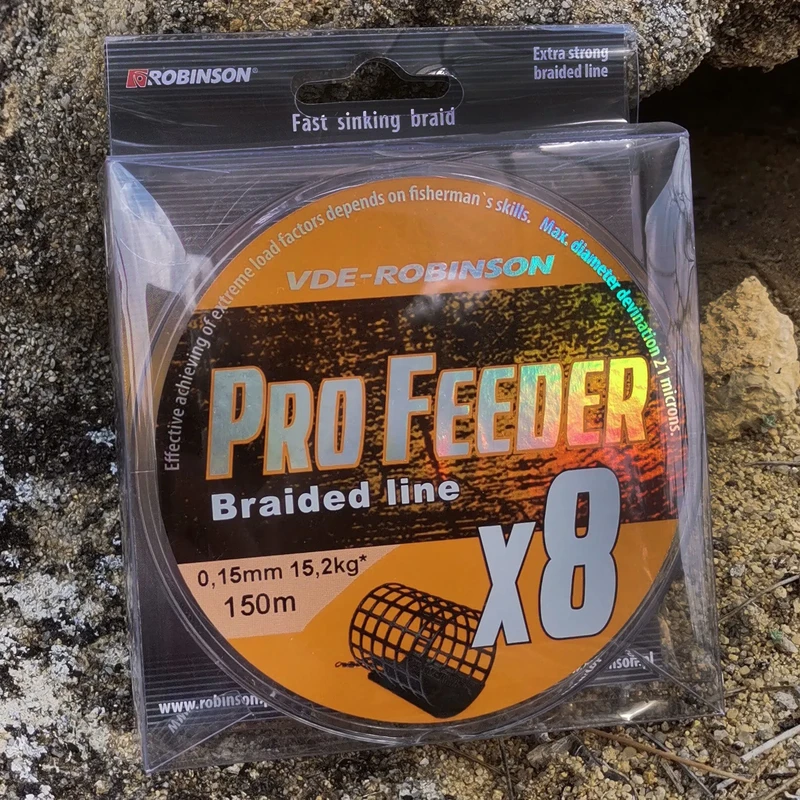 ROBINSON®
Extra strong
braided line
Fast sinking braid
Effective achieving of extreme load factors depends on fisherman`s skills. Max. diameter devination 21 microns.
VDE-ROBINSON
PRO FEEDER
Braided line
x8
0,15mm 15,2kg*
150m
www.robinson.